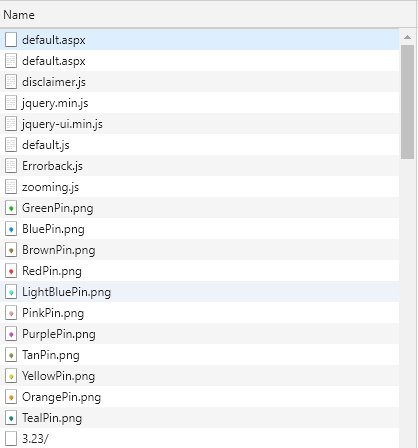 Name
default.aspx
default.aspx
disclaimer.js
jquery.min.js
jquery-ui.min.js
default.js
Errorback.js
zooming.js
GreenPin.png
BluePin.png
BrownPin.png
RedPin.png
LightBluePin.png
PinkPin.png
PurplePin.png
TanPin.png
YellowPin.png
OrangePin.png
TealPin.png
3.23/